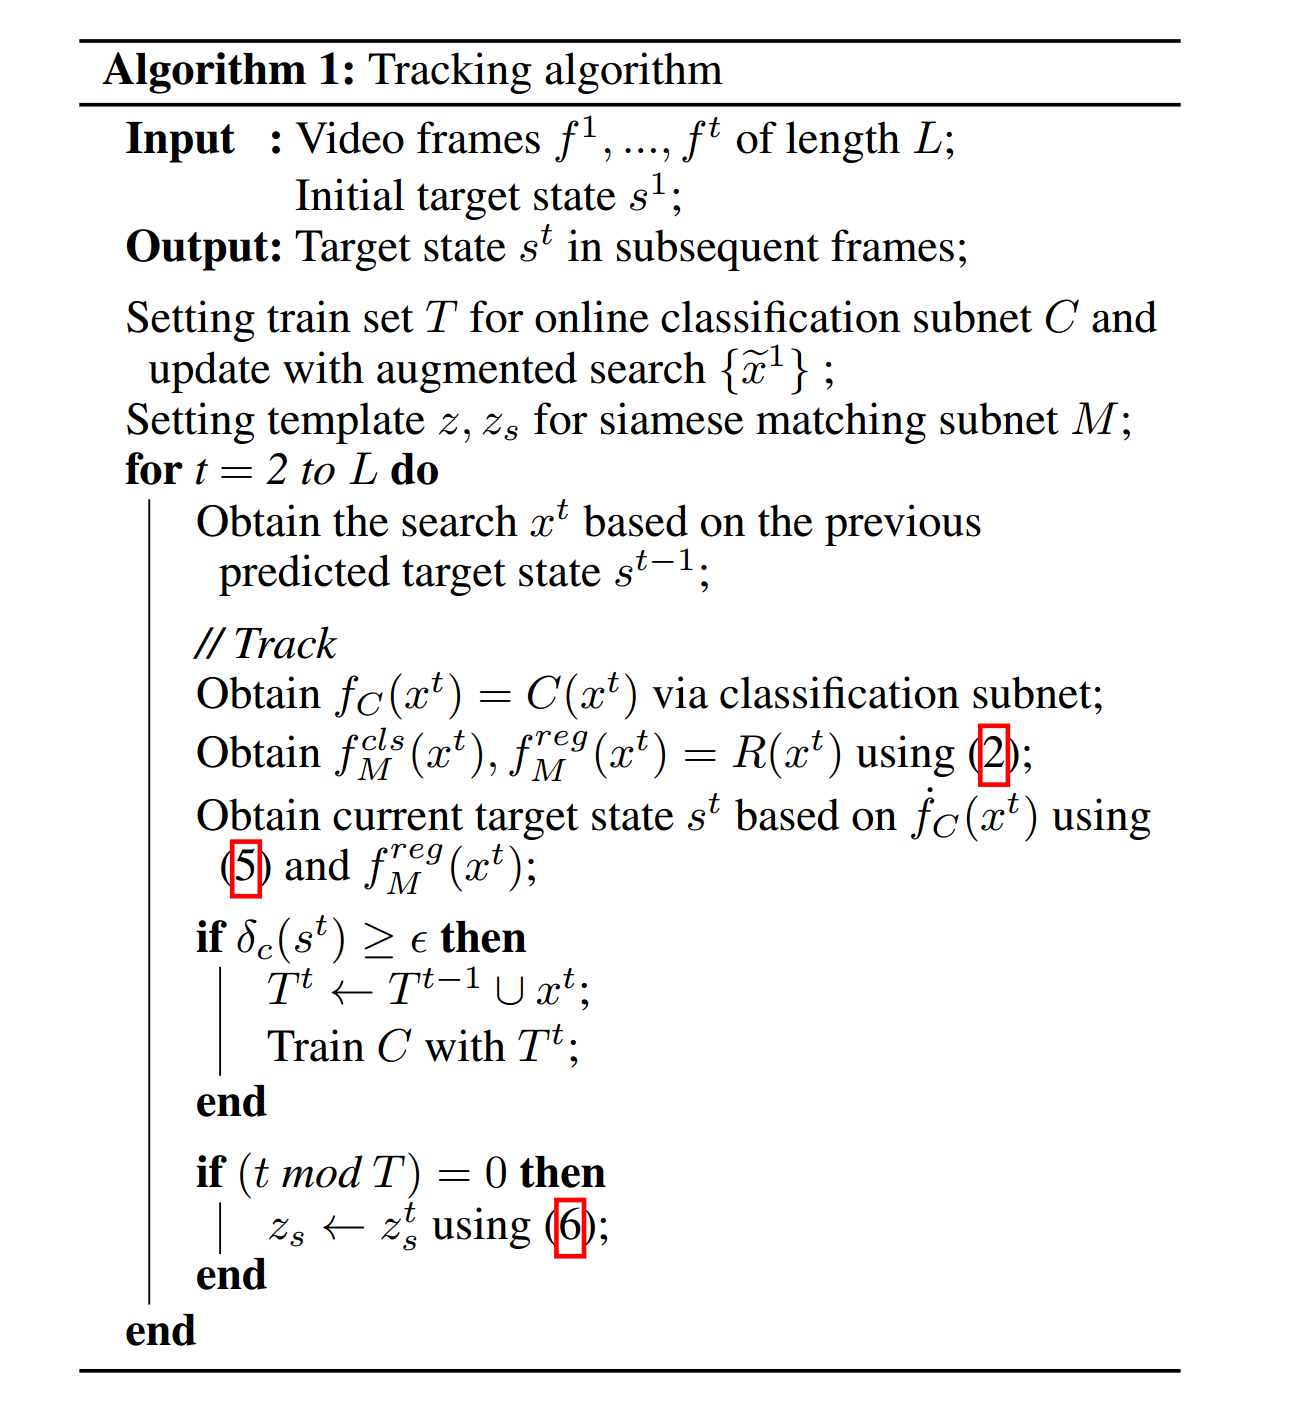 Algorithm 1: Tracking algorithm
Input : Video frames $f^1, ..., f^t$ of length $L$;
Initial target state $s^1$;
Output: Target state $s^t$ in subsequent frames;
Setting train set $T$ for online classification subnet $C$ and
update with augmented search $\{\widetilde{x}^1\}$ ;
Setting template $z, z_s$ for siamese matching subnet $M$;
for $t = 2$ to $L$ do
Obtain the search $x^t$ based on the previous
predicted target state $s^{t-1}$;
// Track
Obtain $f_C(x^t) = C(x^t)$ via classification subnet;
Obtain $f_M^{cls}(x^t), f_M^{reg}(x^t) = R(x^t)$ using (2);
Obtain current target state $s^t$ based on $\dot{f}_C(x^t)$ using
(5) and $f_M^{reg}(x^t)$;
if $\delta_c(s^t) \geq \epsilon$ then
$T^t \leftarrow T^{t-1} \cup x^t$;
Train $C$ with $T^t$;
end
if $(t \ mod \ T) = 0$ then
$z_s \leftarrow z_s^t$ using (6);
end
end